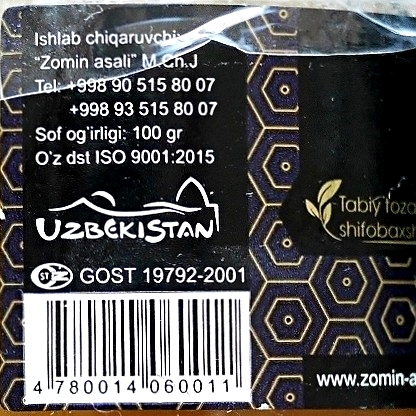 Ishlab chiqaruvchi:
"Zomin asali" M.Ch.J
Tel: +998 90 515 80 07
+998 93 515 80 07
Sof og'irligi: 100 gr
O'z dst ISO 9001:2015
UZBEKISTAN
GOST 19792-2001
4 780014 060011
Tabiy toza
shifobaxsh
www.zomin-a